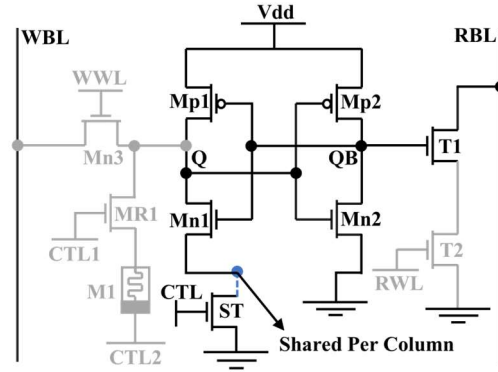 Vdd
WBL
RBL
WWL
Mp1
Mp2
Mn3
Q
QB
T1
MR1
Mn1
Mn2
CTL1
T2
M1
CTL
RWL
ST
CTL2
Shared Per Column